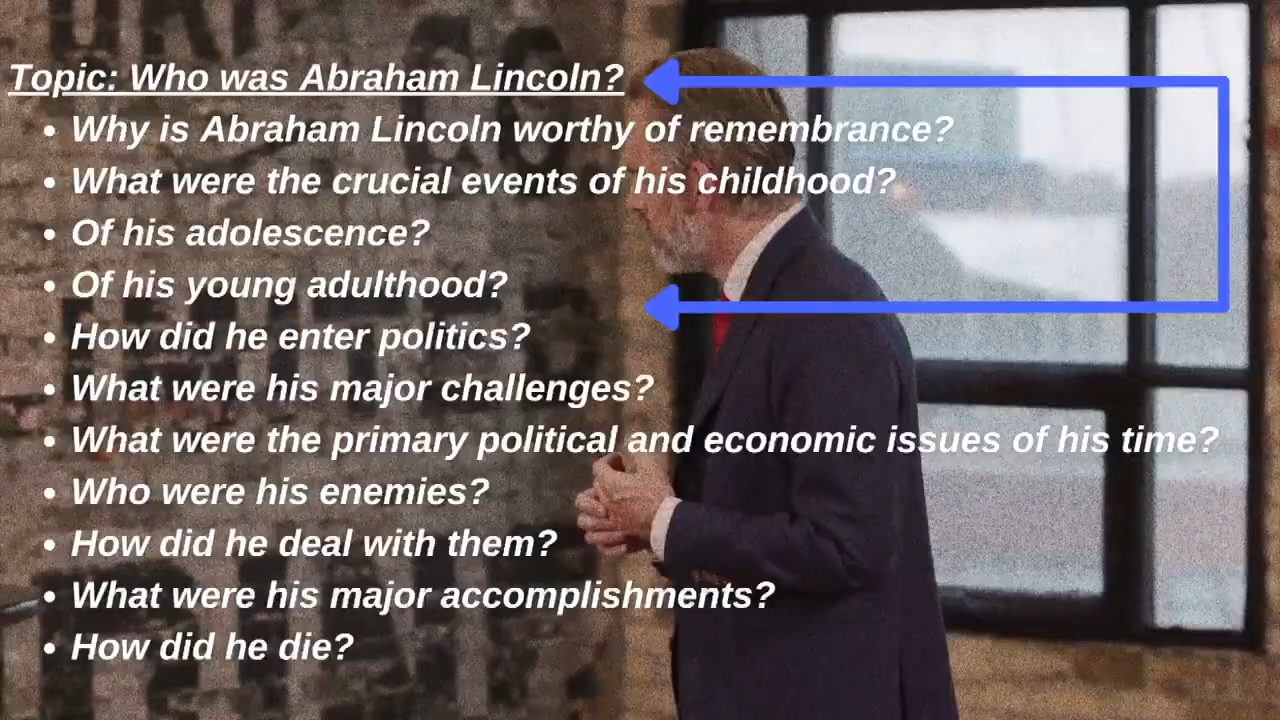 Topic: Who was Abraham Lincoln?
• Why is Abraham Lincoln worthy of remembrance?
• What were the crucial events of his childhood?
• Of his adolescence?
• Of his young adulthood?
• How did he enter politics?
• What were his major challenges?
• What were the primary political and economic issues of his time?
• Who were his enemies?
• How did he deal with them?
• What were his major accomplishments?
• How did he die?